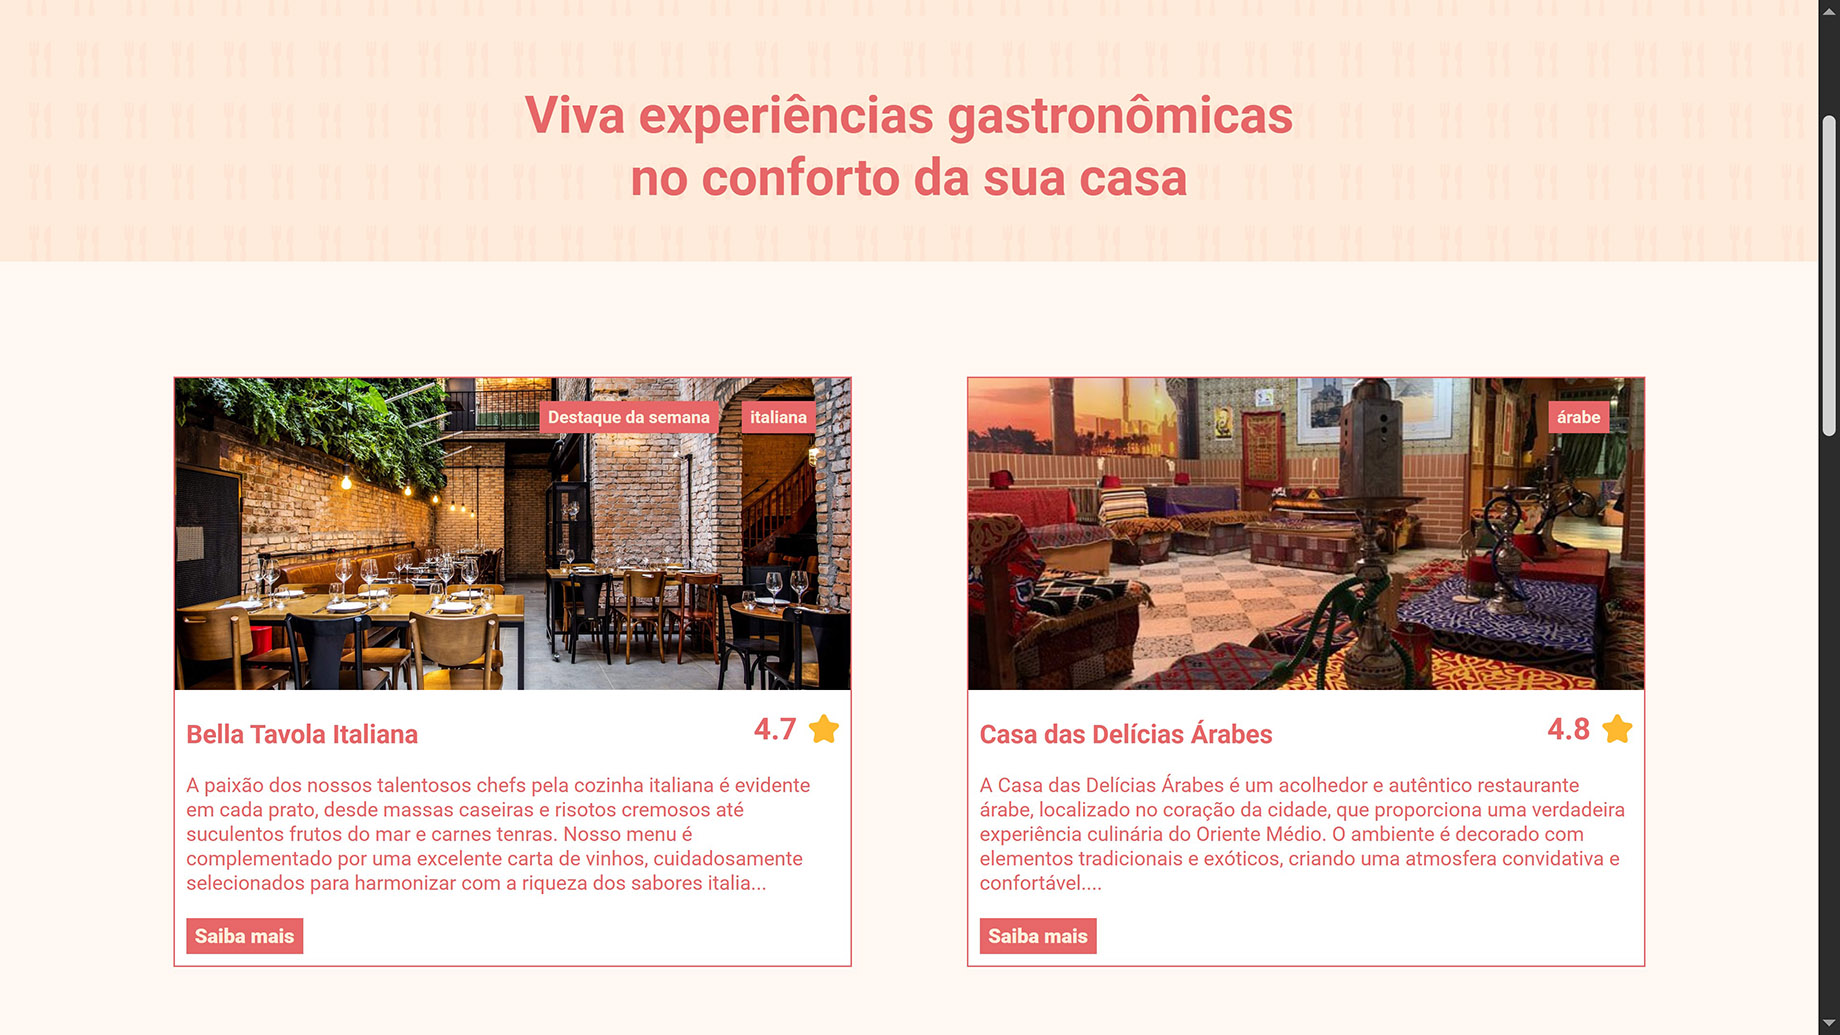 Viva experiências gastronômicas
no conforto da sua casa
Destaque da semana
italiana
Bella Tavola Italiana
4.7
A paixão dos nossos talentosos chefs pela cozinha italiana é evidente
em cada prato, desde massas caseiras e risotos cremosos até
suculentos frutos do mar e carnes tenras. Nosso menu é
complementado por uma excelente carta de vinhos, cuidadosamente
selecionados para harmonizar com a riqueza dos sabores italia...
Saiba mais
árabe
Casa das Delícias Árabes
4.8
A Casa das Delícias Árabes é um acolhedor e autêntico restaurante
árabe, localizado no coração da cidade, que proporciona uma verdadeira
experiência culinária do Oriente Médio. O ambiente é decorado com
elementos tradicionais e exóticos, criando uma atmosfera convidativa e
confortável....
Saiba mais